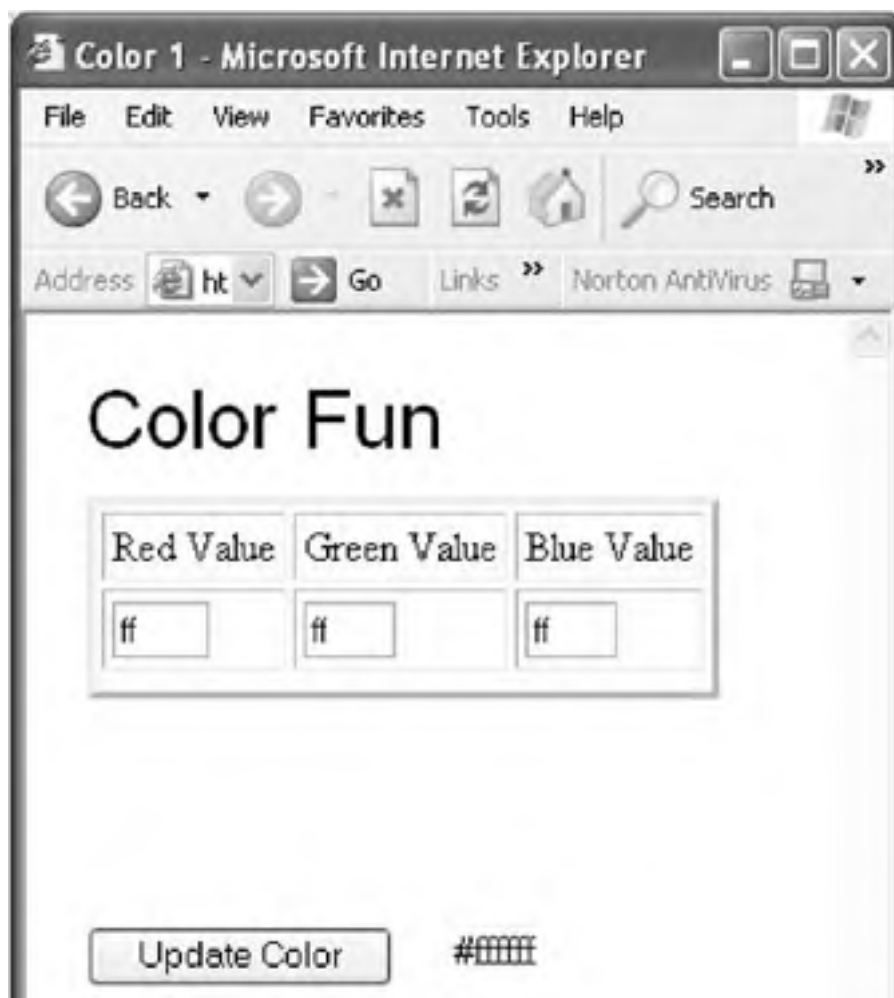 Color 1 - Microsoft Internet Explorer
File Edit View Favorites Tools Help
Back Search »
Address ht Go Links » Norton AntiVirus
Color Fun
Red Value Green Value Blue Value
ff ff ff
Update Color #ffffff